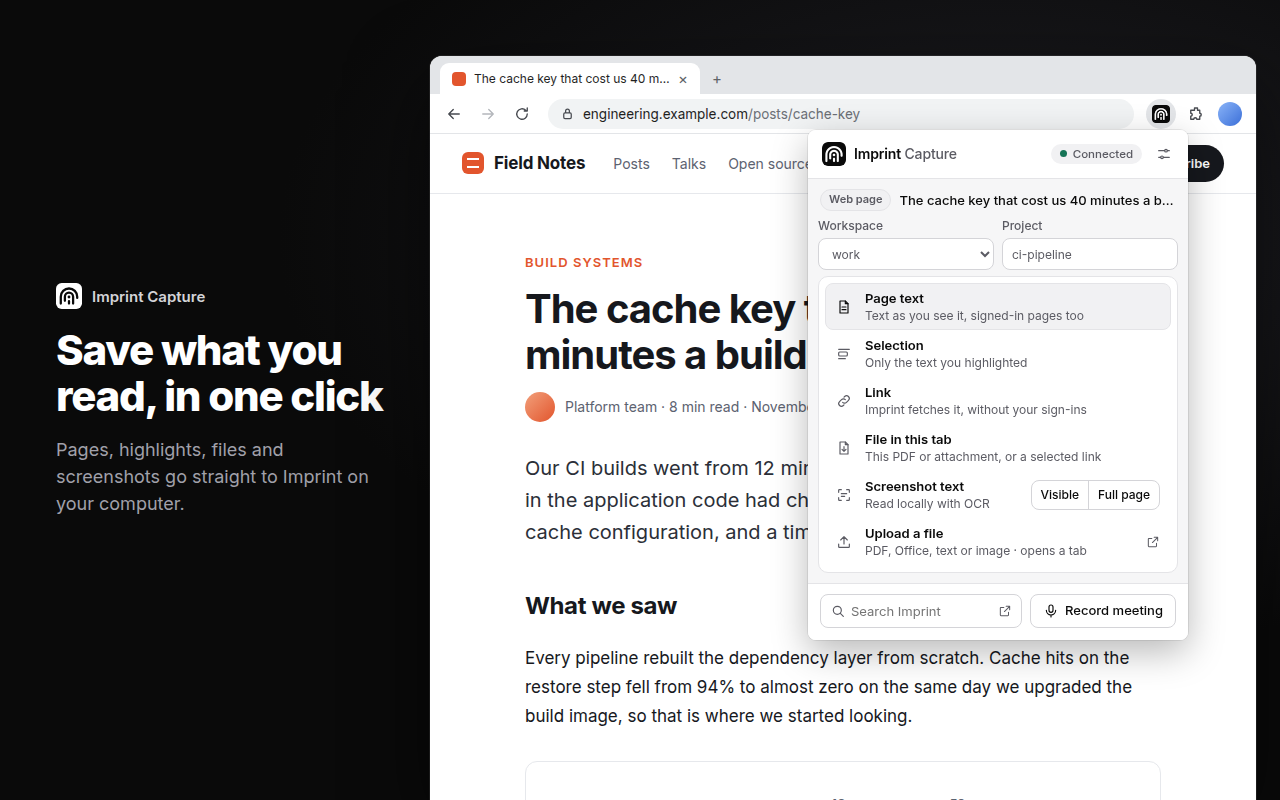 Imprint Capture
Save what you
read, in one click
Pages, highlights, files and
screenshots go straight to Imprint on
your computer.
The cache key that cost us 40 m...
engineering.example.com/posts/cache-key
Field Notes
Posts
Talks
Open source
ribe
BUILD SYSTEMS
The cache key
minutes a build
Platform team · 8 min read ·
Our CI builds went from 12
in the application code had
cache configuration, and a
What we saw
Every pipeline rebuilt the dependency layer from scratch. Cache hits on the
restore step fell from 94% to almost zero on the same day we upgraded the
build image, so that is where we started looking.
Imprint Capture
Connected
Web page
The cache key that cost us 40 minutes a b...
Workspace
Project
work
ci-pipeline
Page text
Text as you see it, signed-in pages too
Selection
Only the text you highlighted
Link
Imprint fetches it, without your sign-ins
File in this tab
This PDF or attachment, or a selected link
Screenshot text
Read locally with OCR
Visible
Full page
Upload a file
PDF, Office, text or image · opens a tab
Search Imprint
Record meeting